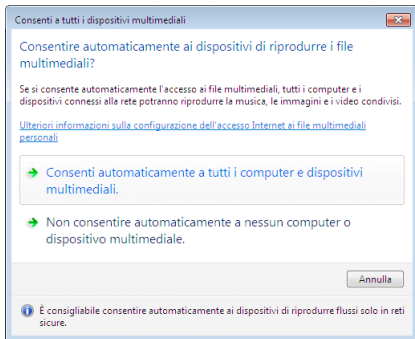 Consenti a tutti i dispositivi multimediali
Consentire automaticamente ai dispositivi di riprodurre i file
multimediali?
Se si consente automaticamente l'accesso ai file multimediali, tutti i computer e i
dispositivi connessi alla rete potranno riprodurre la musica, le immagini e i video condivisi.
Ulteriori informazioni sulla configurazione dell'accesso Internet ai file multimediali
personali
Consenti automaticamente a tutti i computer e dispositivi
multimediali.
Non consentire automaticamente a nessun computer o
dispositivo multimediale.
Annulla
È consigliabile consentire automaticamente ai dispositivi di riprodurre flussi solo in reti
sicure.